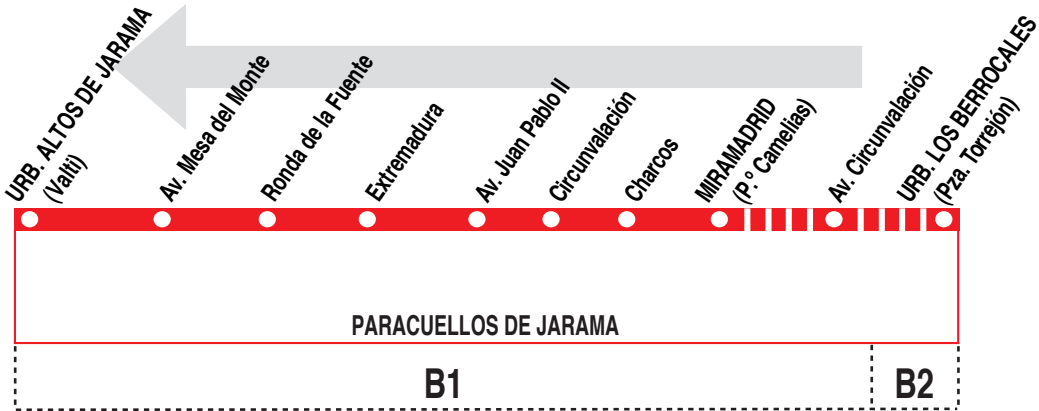 URB. ALTOS DE JARAMA
(Valtí)
Av. Mesa del Monte
Ronda de la Fuente
Extremadura
Av. Juan Pablo II
Circunvalación
Charcos
MIRAMADRID
(P.º Camelias)
Av. Circunvalación
URB. LOS BERROCALES
(Pza. Torrejón)
PARACUELLOS DE JARAMA
B1
B2